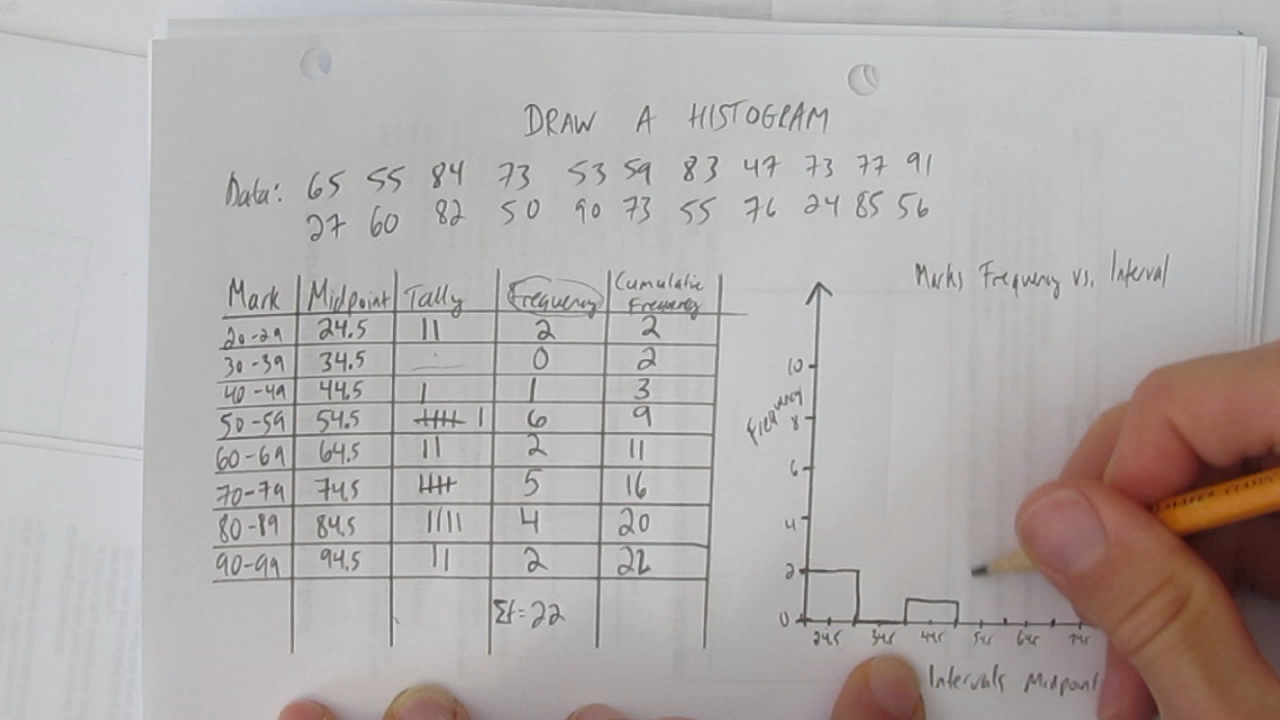 DRAW A HISTOGRAM
Data: 65 55 84 73 53 59 83 47 73 77 91
27 60 82 50 90 73 55 76 24 85 56
Mark Midpoint Tally Frequency Cumulative Frequency
20-29 24.5 || 2 2
30-39 34.5 0 2
40-49 44.5 | 1 3
50-59 54.5 |||| | 6 9
60-69 64.5 || 2 11
70-79 74.5 |||| 5 16
80-89 84.5 |||| 4 20
90-99 94.5 || 2 22
Σf=22
Marks Frequency vs. Interval
10
Frequency
8
6
4
2
0
24.5 34.5 44.5 54.5 64.5 74.5
Intervals Midpoint